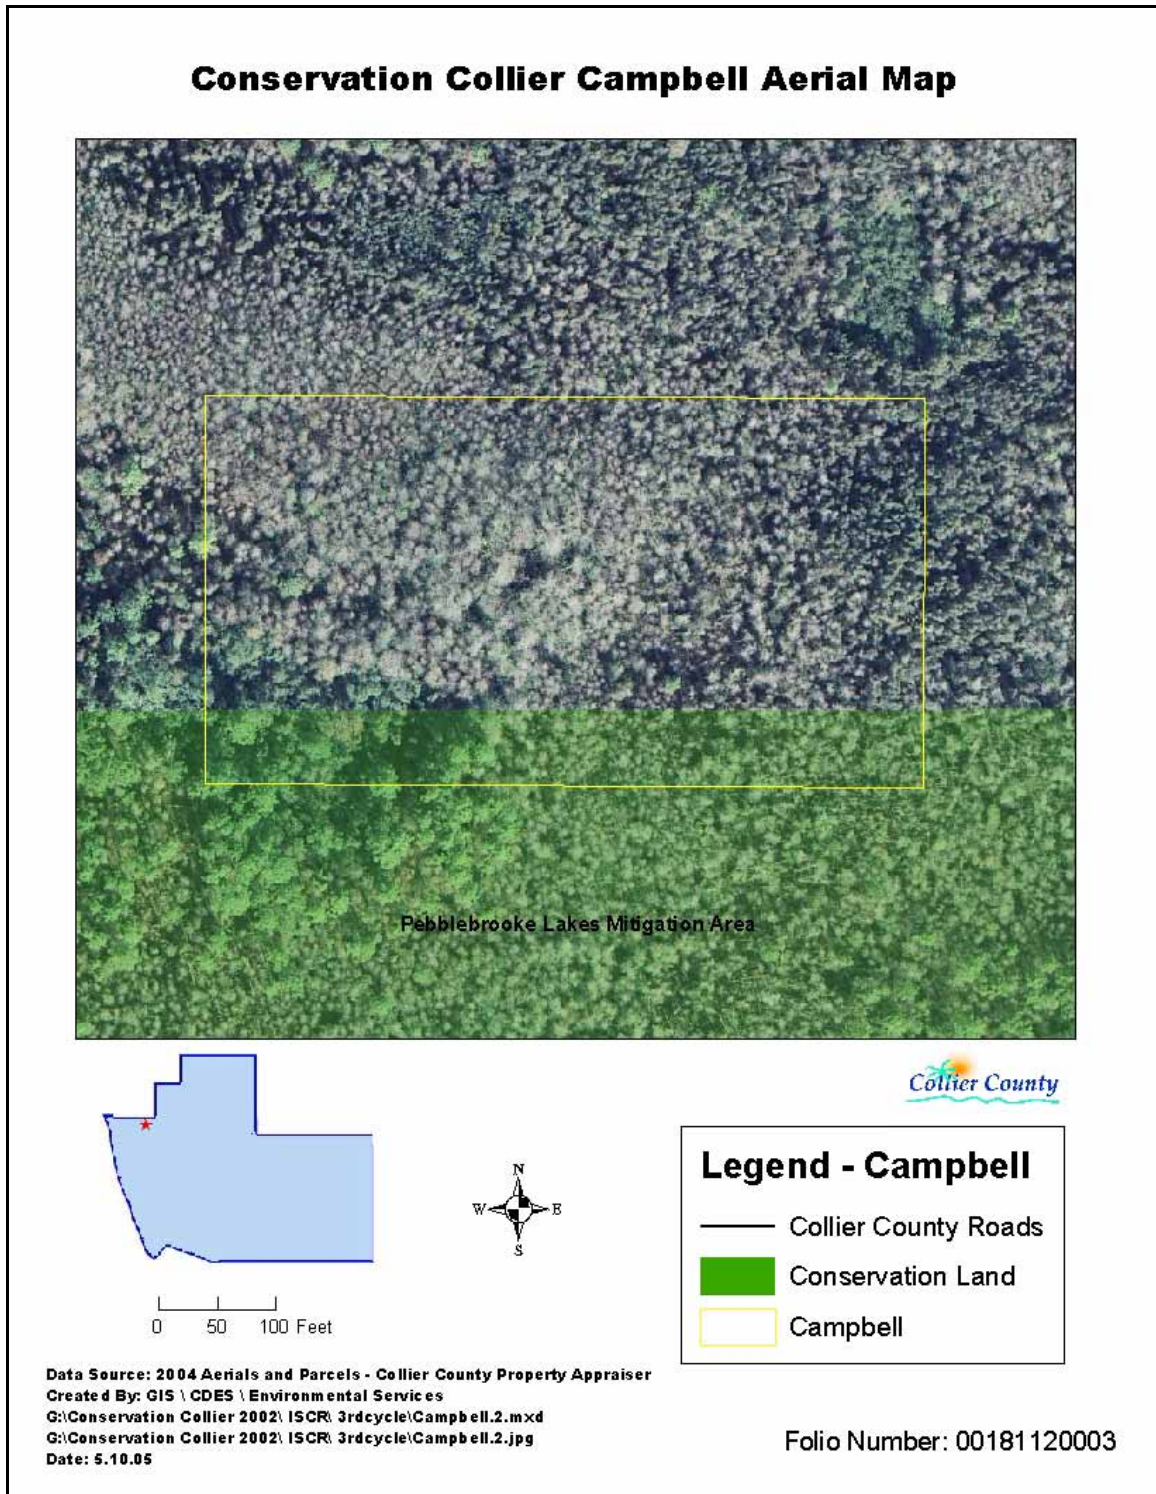 Conservation Collier Campbell Aerial Map
Pebblebrooke Lakes Mitigation Area
Collier County
N
W E
S
0 50 100 Feet
Legend - Campbell
Collier County Roads
Conservation Land
Campbell
Data Source: 2004 Aerials and Parcels - Collier County Property Appraiser
Created By: GIS \ CDES \ Environmental Services
G:\Conservation Collier 2002\ ISCR\ 3rdcycle\Campbell.2.mxd
G:\Conservation Collier 2002\ ISCR\ 3rdcycle\Campbell.2.jpg
Date: 5.10.05
Folio Number: 00181120003